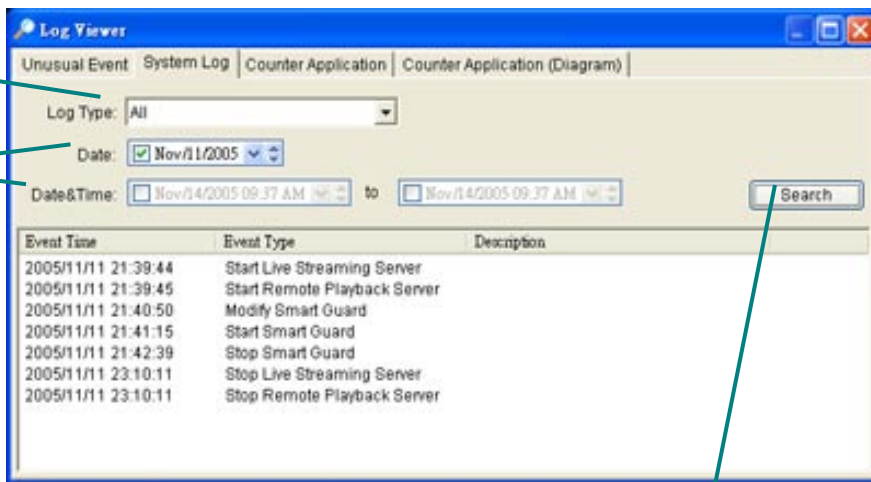 Log Viewer
Unusual Event System Log Counter Application Counter Application (Diagram)
Log Type: All
Date: Nov/11/2005
Date&Time: Nov/14/2005 09:37 AM to Nov/14/2005 09:37 AM Search
Event Time Event Type Description
2005/11/11 21:39:44 Start Live Streaming Server
2005/11/11 21:39:45 Start Remote Playback Server
2005/11/11 21:40:50 Modify Smart Guard
2005/11/11 21:41:15 Start Smart Guard
2005/11/11 21:42:39 Stop Smart Guard
2005/11/11 23:10:11 Stop Live Streaming Server
2005/11/11 23:10:11 Stop Remote Playback Server